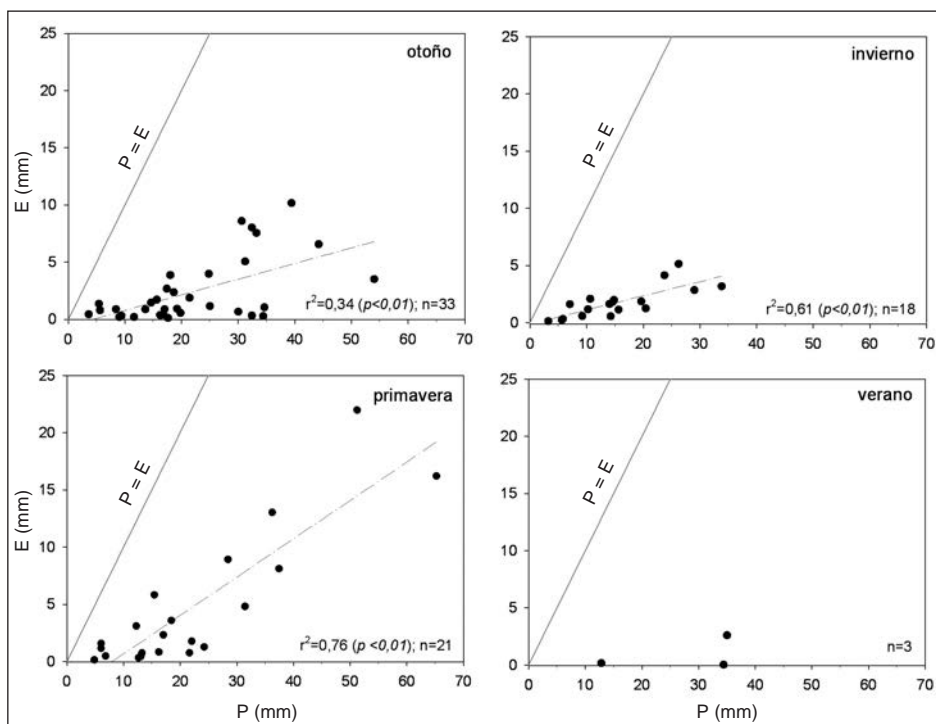 otoño
P = E
E (mm)
25
20
15
10
5
0
0 10 20 30 40 50 60 70
r²=0,34 (p<0,01); n=33
invierno
P = E
25
20
15
10
5
0
0 10 20 30 40 50 60 70
r²=0,61 (p<0,01); n=18
primavera
P = E
E (mm)
25
20
15
10
5
0
0 10 20 30 40 50 60 70
P (mm)
r²=0,76 (p <0,01); n=21
verano
P = E
25
20
15
10
5
0
0 10 20 30 40 50 60 70
P (mm)
n=3